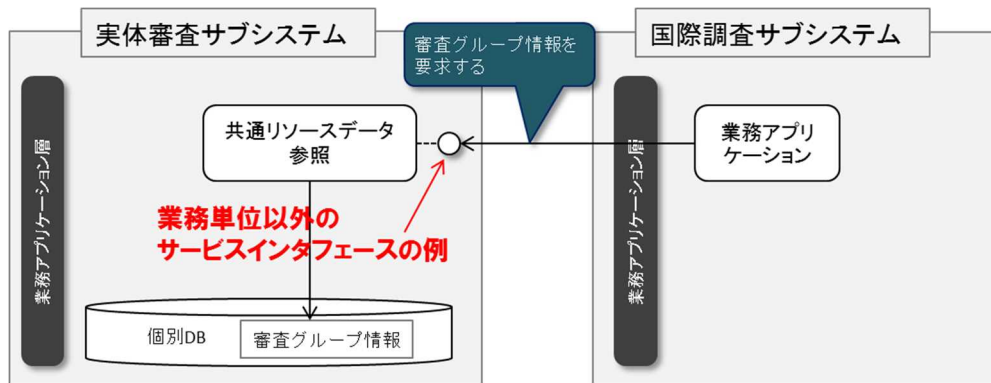 実体審査サブシステム
国際調査サブシステム
審査グループ情報を
要求する
業務アプリケーション層
共通リソースデータ
参照
業務アプリケーション層
業務アプリ
ケーション
業務単位以外の
サービスインタフェースの例
個別DB
審査グループ情報